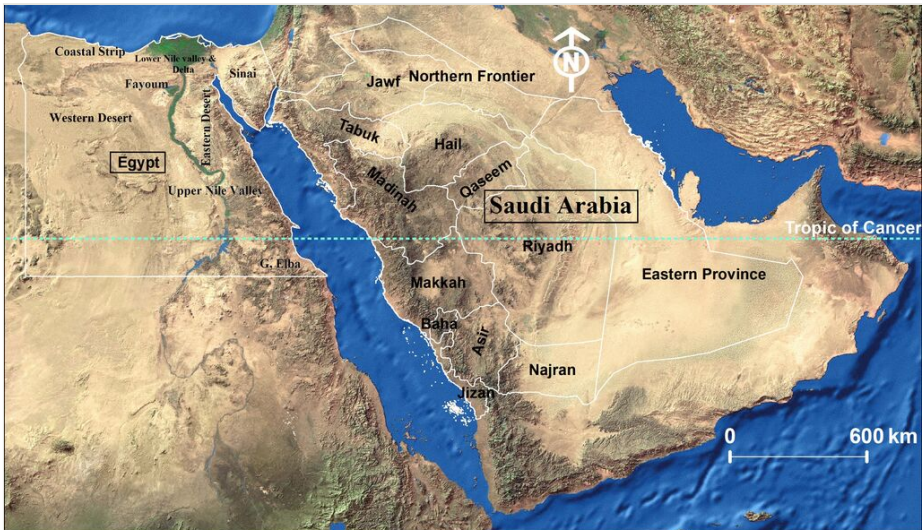 Coastal Strip
Lower Nile valley &
Delta
Sinai
Fayoum
Western Desert
Eastern Desert
Egypt
Upper Nile Valley
G. Elba
N
Jawf
Northern Frontier
Tabuk
Hail
Madinah
Qaseem
Saudi Arabia
Tropic of Cancer
Riyadh
Makkah
Eastern Province
Baha
Asir
Najran
Jizan
0
600 km